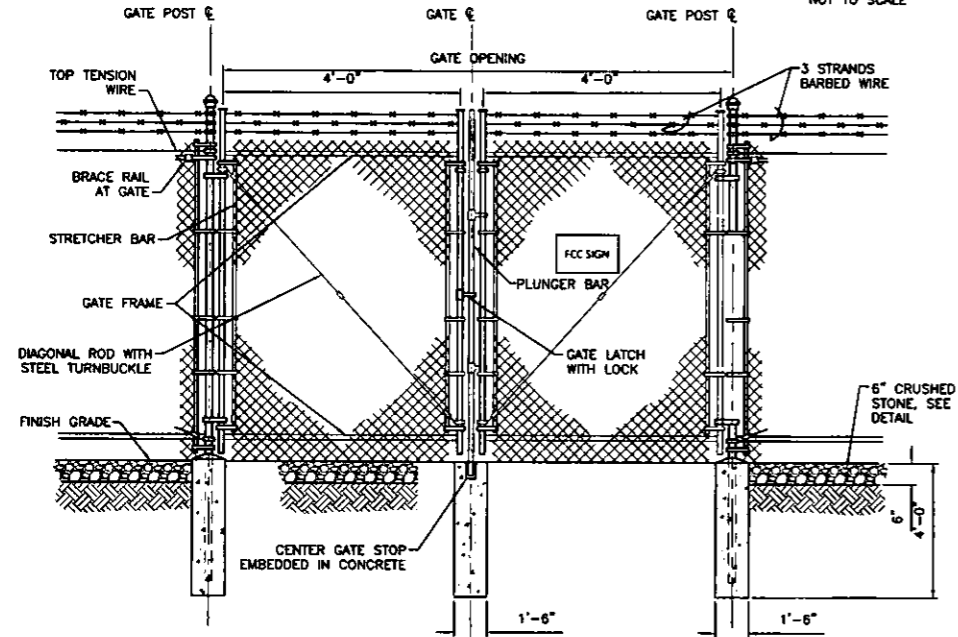 NOT TO SCALE
GATE POST ℄
GATE ℄
GATE POST ℄
GATE OPENING
4'-0"
4'-0"
TOP TENSION
WIRE
3 STRANDS
BARBED WIRE
BRACE RAIL
AT GATE
STRETCHER BAR
FCC SIGN
PLUNGER BAR
GATE FRAME
DIAGONAL ROD WITH
STEEL TURNBUCKLE
GATE LATCH
WITH LOCK
6" CRUSHED
STONE, SEE
DETAIL
FINISH GRADE
6"
4'-0"
CENTER GATE STOP
EMBEDDED IN CONCRETE
1'-6"
1'-6"